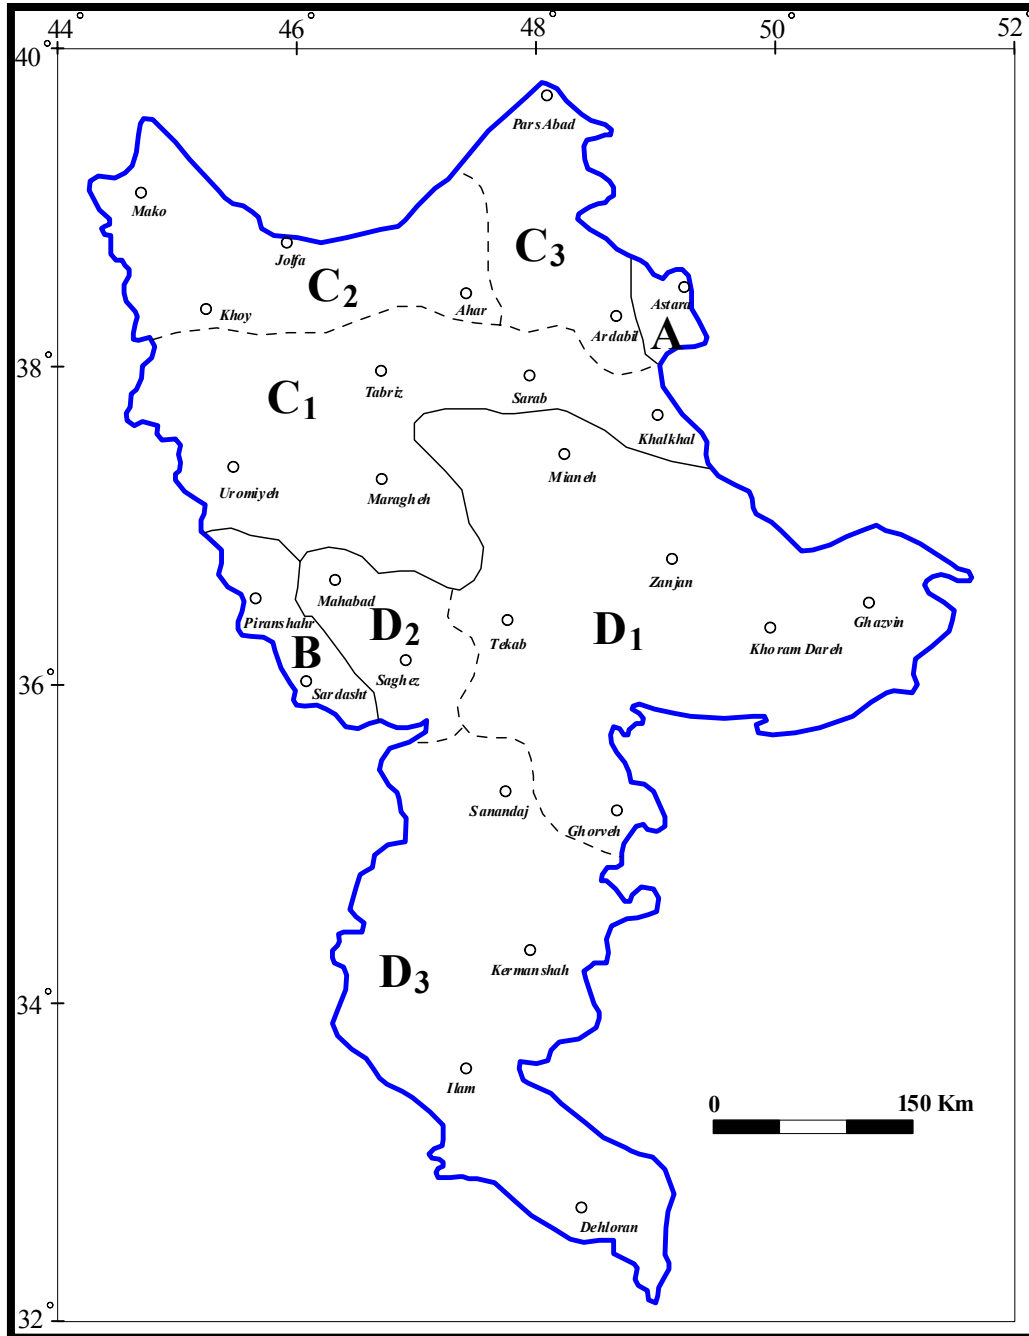 44° 46° 48° 50° 52°
40°
Pars Abad
Mako
C3
Jolfa
C2
Astara
Ahar
Khoy
Ardabil
A
38°
Tabriz
Sarab
C1
Khalkhal
Mianeh
Uromiyeh
Maragheh
Zanjan
Mahabad
Piranshahr
D2
D1
Ghazvin
Tekab
Khoram Dareh
B
Saghez
36°
Sardasht
Sanandaj
Ghorveh
Kermanshah
D3
34°
Ilam
0 150 Km
Dehloran
32°